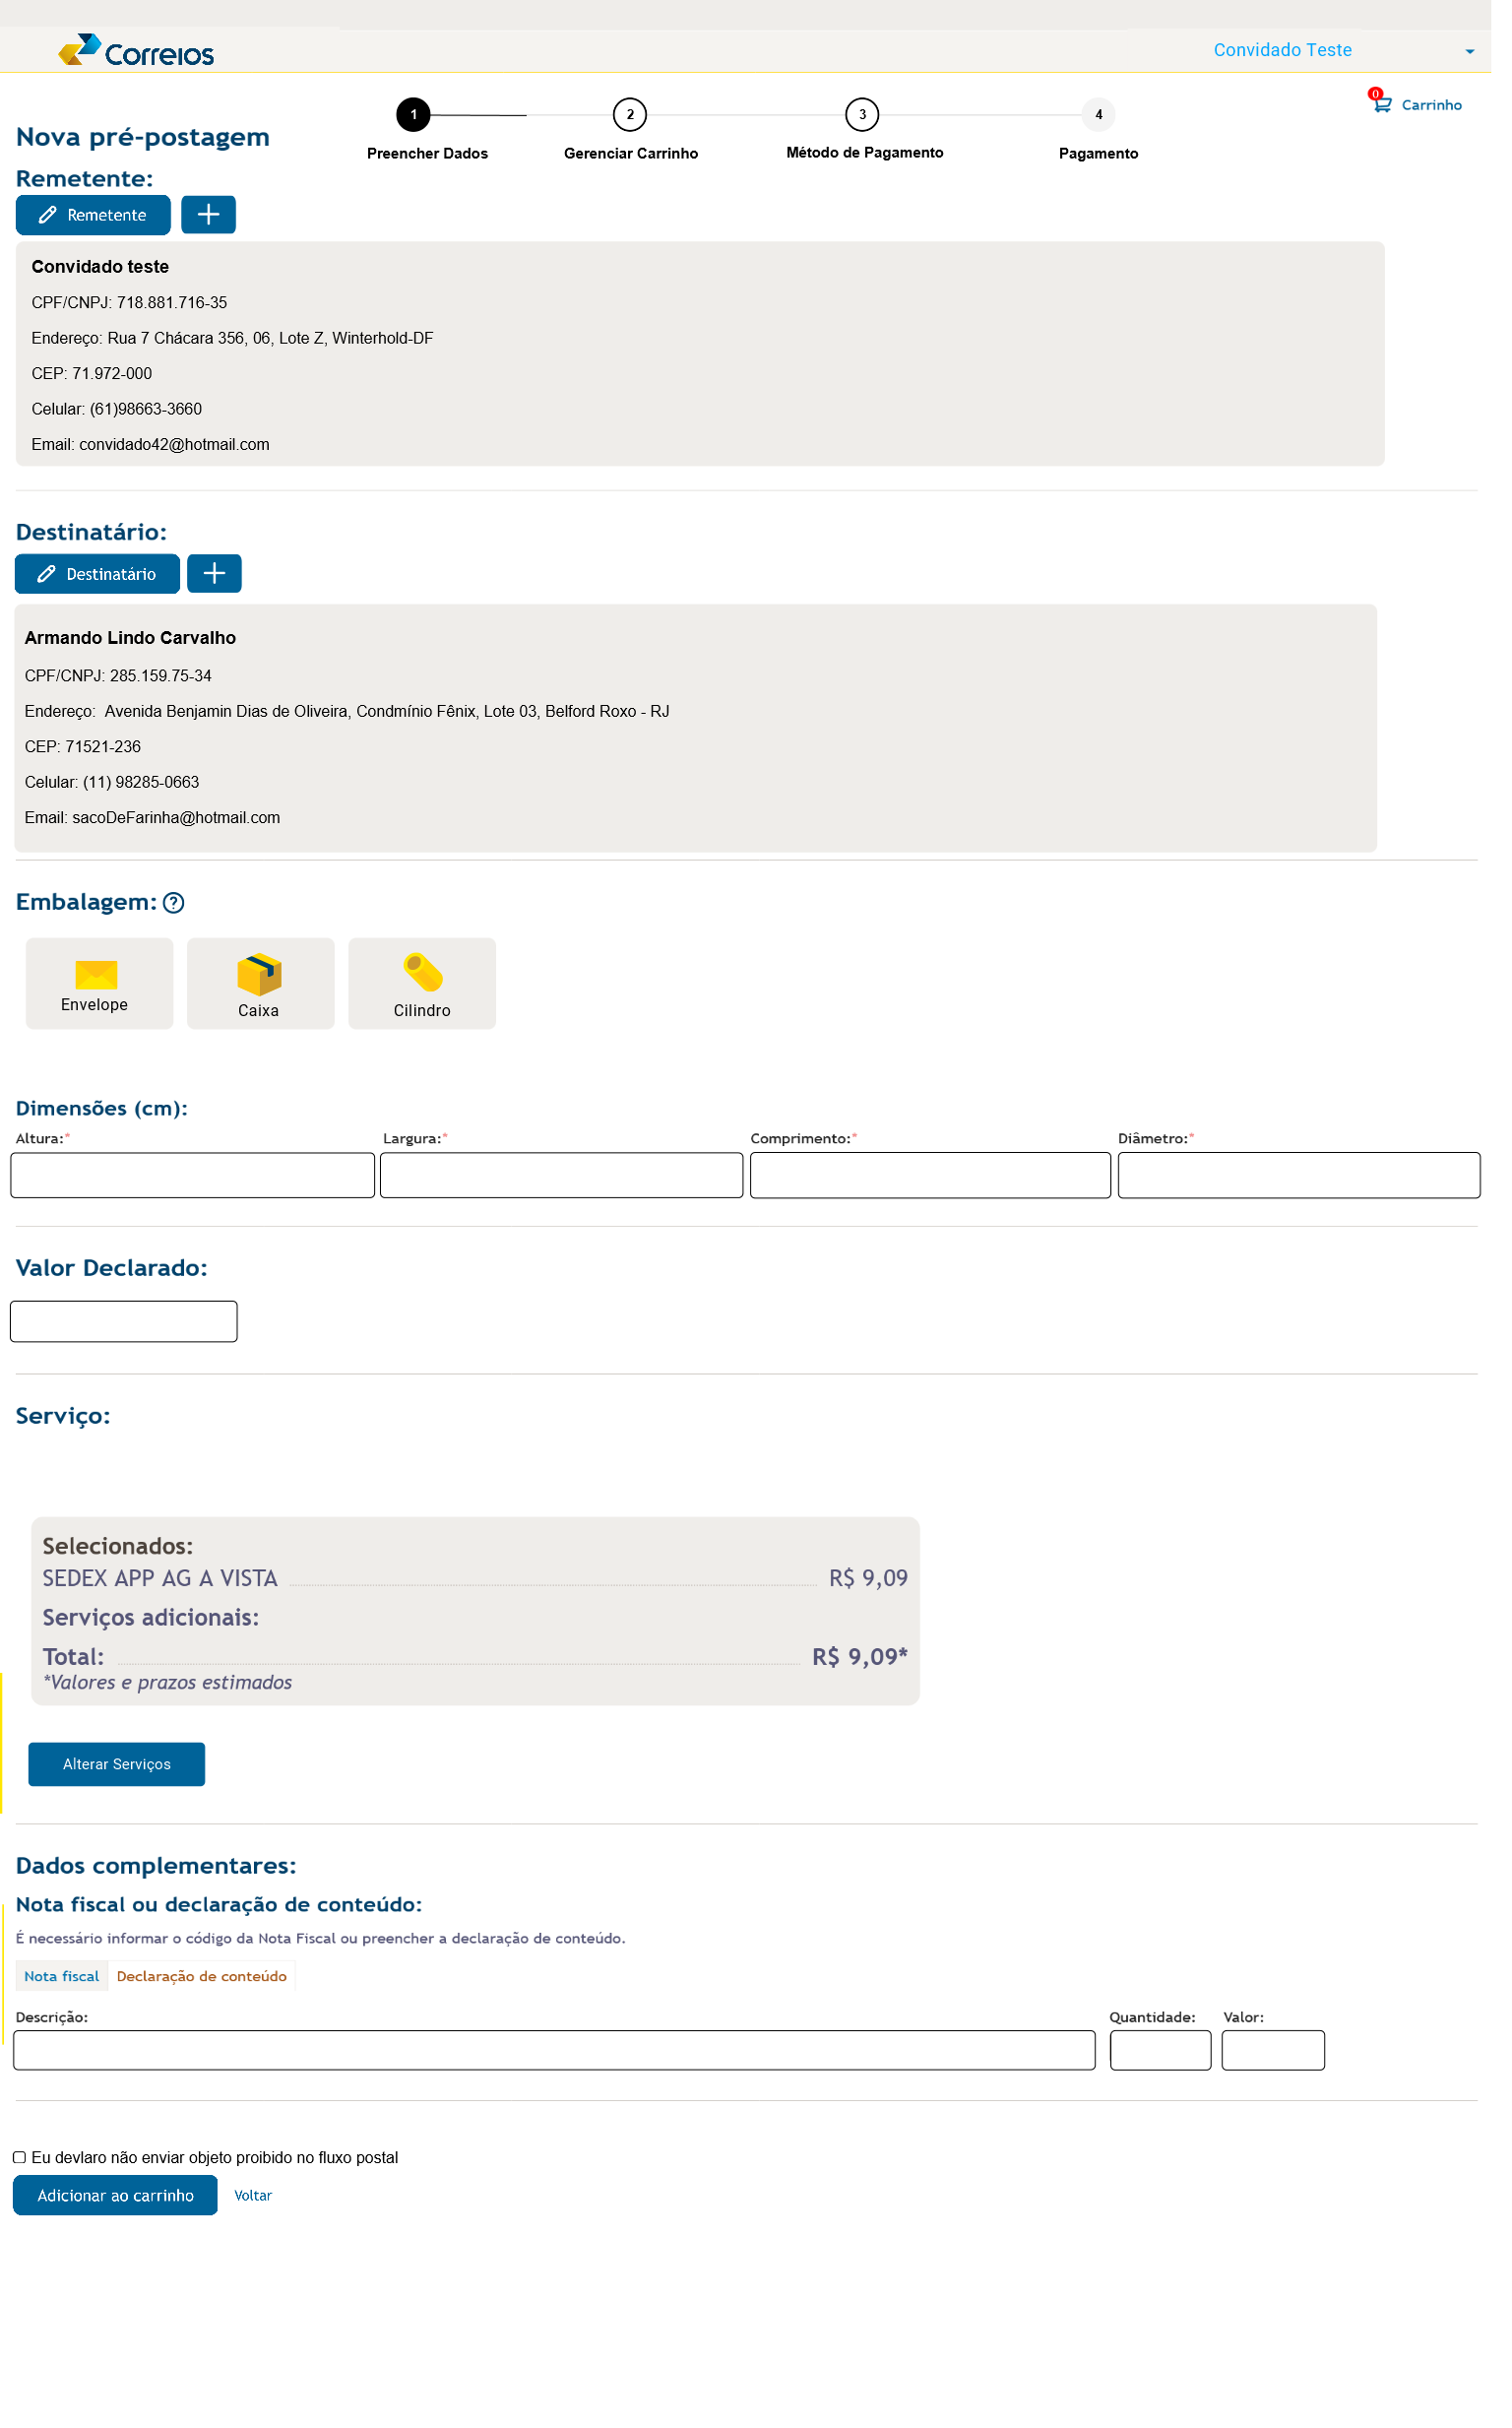 Correios
Convidado Teste
0
Carrinho
1
2
3
4
Preencher Dados
Gerenciar Carrinho
Método de Pagamento
Pagamento
Nova pré-postagem
Remetente:
Remetente
Convidado teste
CPF/CNPJ: 718.881.716-35
Endereço: Rua 7 Chácara 356, 06, Lote Z, Winterhold-DF
CEP: 71.972-000
Celular: (61)98663-3660
Email: convidado42@hotmail.com
Destinatário:
Destinatário
Armando Lindo Carvalho
CPF/CNPJ: 285.159.75-34
Endereço:  Avenida Benjamin Dias de Oliveira, Condmínio Fênix, Lote 03, Belford Roxo - RJ
CEP: 71521-236
Celular: (11) 98285-0663
Email: sacoDeFarinha@hotmail.com
Embalagem: ?
Envelope
Caixa
Cilindro
Dimensões (cm):
Altura:*
Largura:*
Comprimento:*
Diâmetro:*
Valor Declarado:
Serviço:
Selecionados:
SEDEX APP AG A VISTA R$ 9,09
Serviços adicionais:
Total: R$ 9,09*
*Valores e prazos estimados
Alterar Serviços
Dados complementares:
Nota fiscal ou declaração de conteúdo:
É necessário informar o código da Nota Fiscal ou preencher a declaração de conteúdo.
Nota fiscal
Declaração de conteúdo
Descrição:
Quantidade:
Valor:
Eu devlaro não enviar objeto proibido no fluxo postal
Adicionar ao carrinho
Voltar